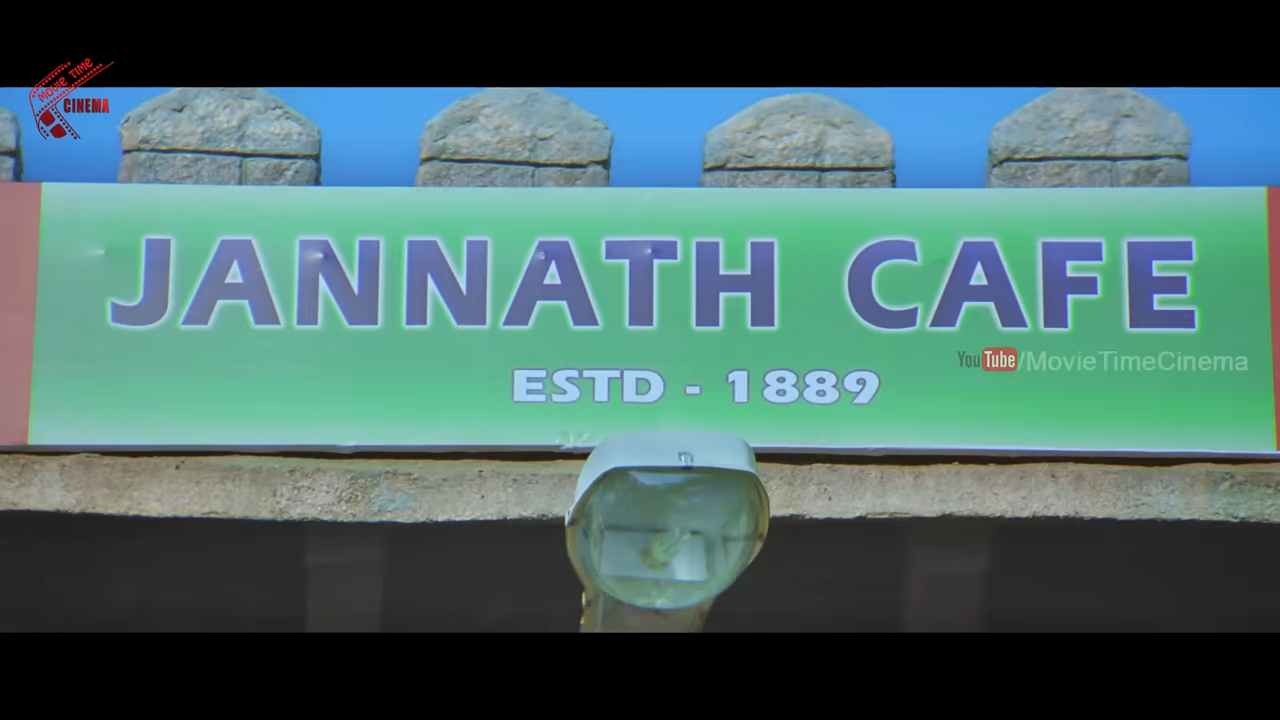 MOVIE TIME
CINEMA
JANNATH CAFE
YouTube/MovieTimeCinema
ESTD - 1889